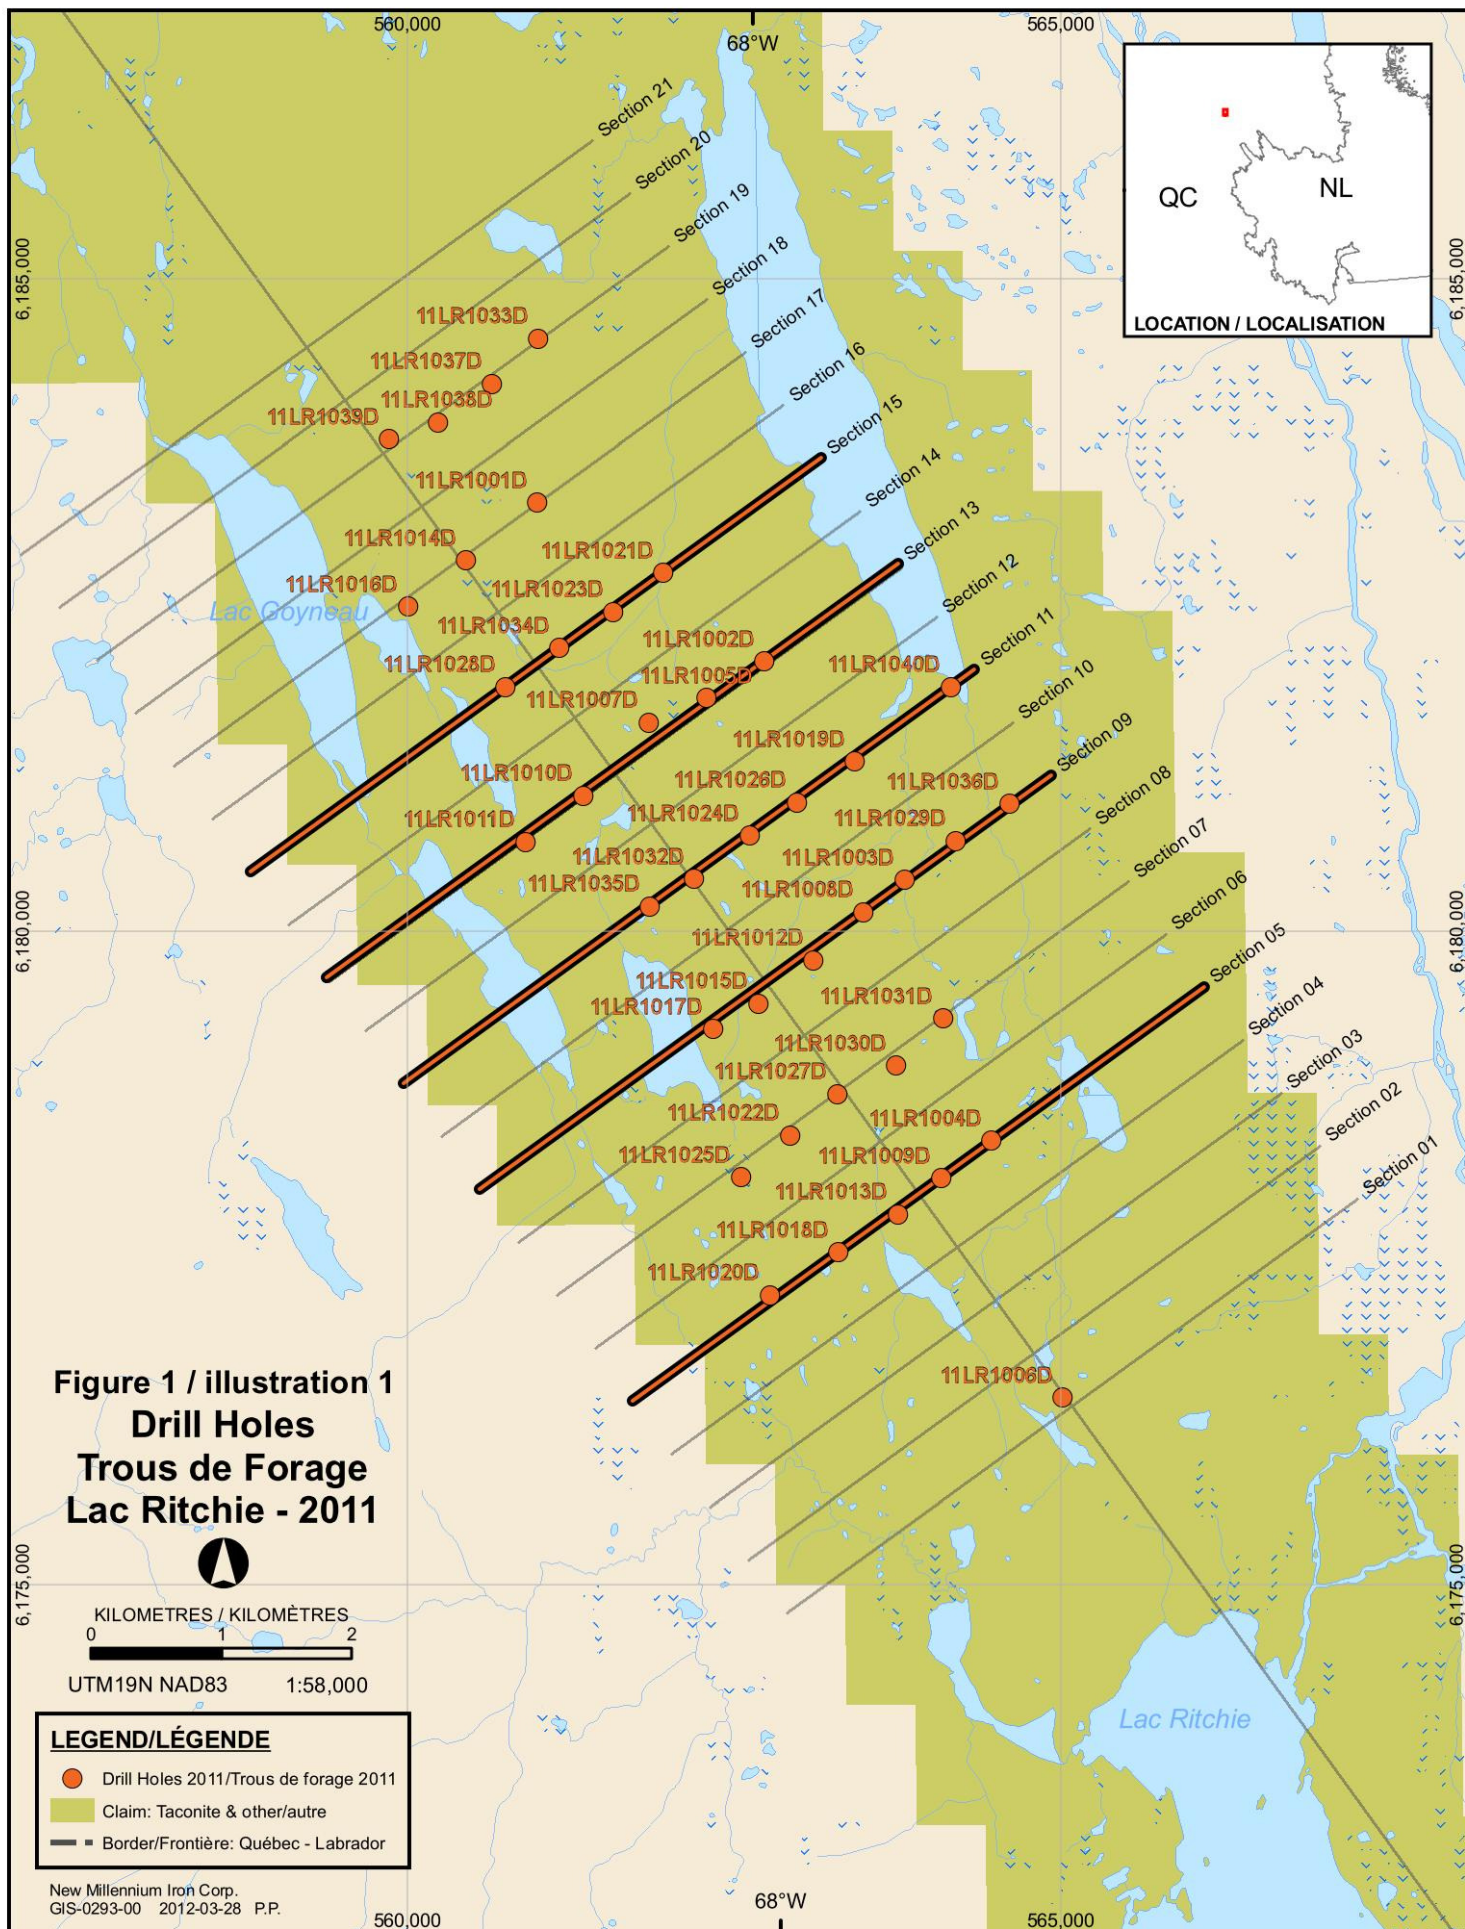 560,000
565,000
68°W
Section 21
Section 20
Section 19
Section 18
Section 17
Section 16
Section 15
Section 14
Section 13
Section 12
Section 11
Section 10
Section 09
Section 08
Section 07
Section 06
Section 05
Section 04
Section 03
Section 02
Section 01
QC
NL
LOCATION / LOCALISATION
6,185,000
6,185,000
11LR1033D
11LR1037D
11LR1038D
11LR1039D
11LR1001D
11LR1014D
11LR1021D
11LR1016D
11LR1023D
Lac Goyneau
11LR1034D
11LR1002D
11LR1028D
11LR1005D
11LR1040D
11LR1007D
11LR1019D
11LR1010D
11LR1026D
11LR1036D
11LR1011D
11LR1024D
11LR1029D
11LR1032D
11LR1003D
11LR1035D
11LR1008D
6,180,000
6,180,000
11LR1012D
11LR1015D
11LR1017D
11LR1031D
11LR1030D
11LR1027D
11LR1022D
11LR1004D
11LR1025D
11LR1009D
11LR1013D
11LR1018D
11LR1020D
11LR1006D
Figure 1 / illustration 1
Drill Holes
Trous de Forage
Lac Ritchie - 2011
6,175,000
6,175,000
KILOMETRES / KILOMÈTRES
0 1 2
UTM19N NAD83 1:58,000
Lac Ritchie
LEGEND/LÉGENDE
Drill Holes 2011/Trous de forage 2011
Claim: Taconite & other/autre
Border/Frontière: Québec - Labrador
New Millennium Iron Corp.
GIS-0293-00 2012-03-28 P.P.
68°W
560,000
565,000